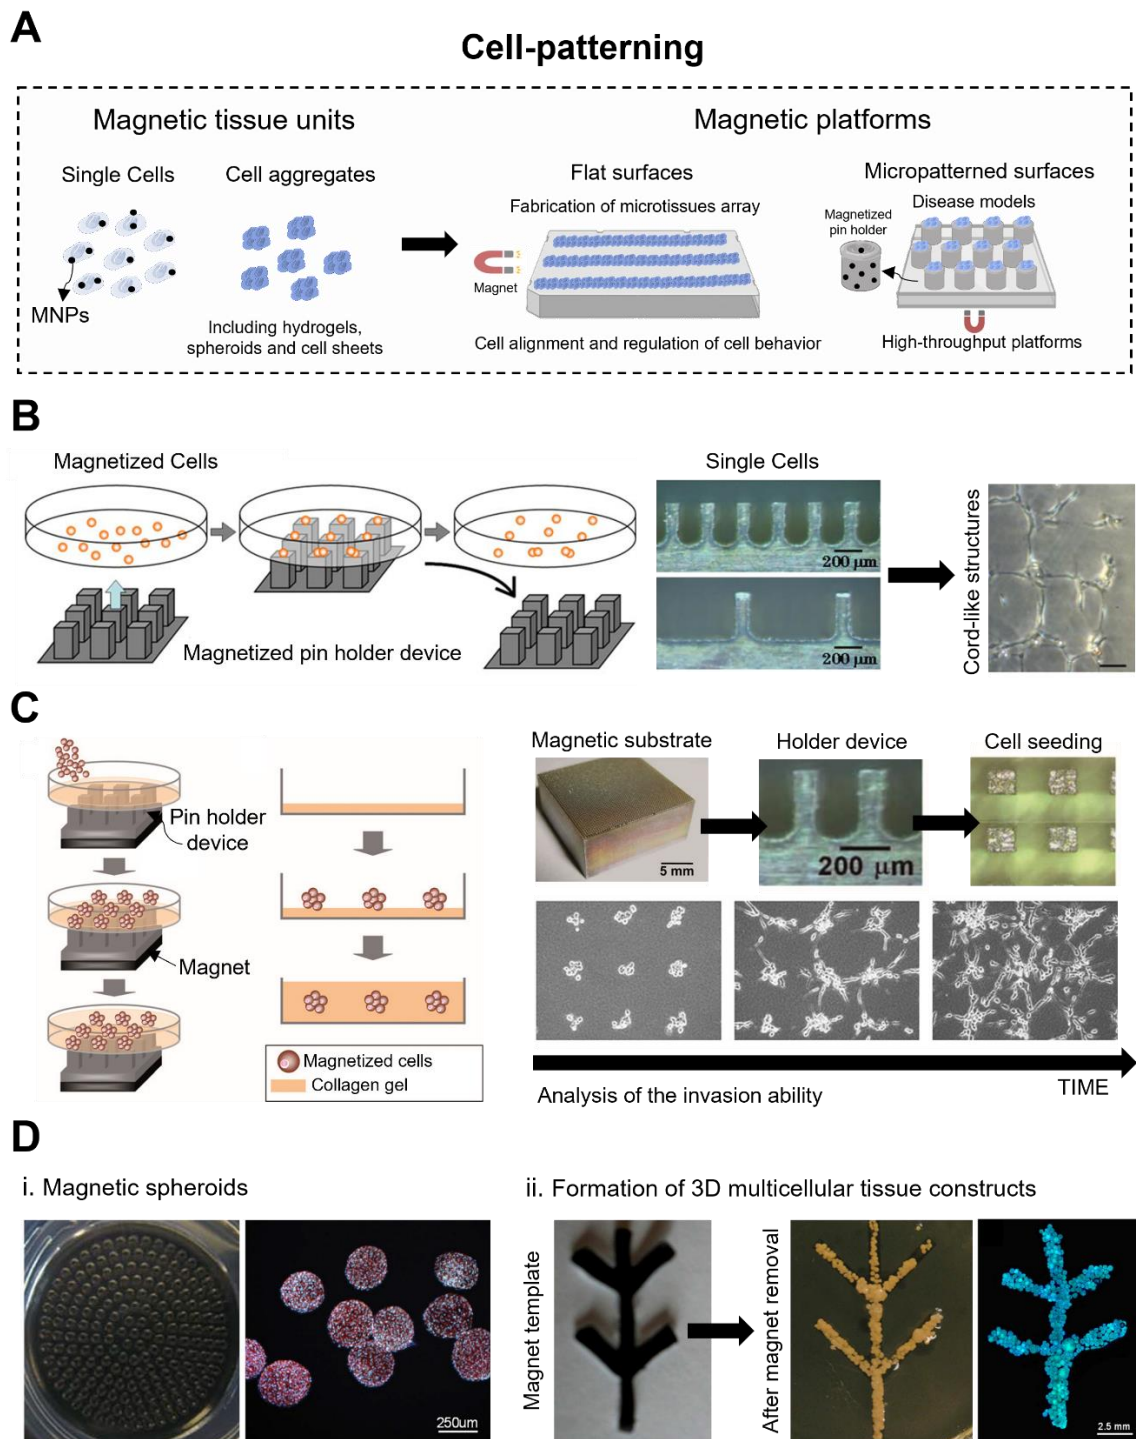 A
Cell-patterning
Magnetic tissue units
Magnetic platforms
Single Cells
Cell aggregates
MNPs
Including hydrogels,
spheroids and cell sheets
Flat surfaces
Fabrication of microtissues array
Magnet
Cell alignment and regulation of cell behavior
Micropatterned surfaces
Disease models
Magnetized
pin holder
High-throughput platforms
B
Magnetized Cells
Magnetized pin holder device
Single Cells
200 μm
200 μm
Cord-like structures
C
Pin holder
device
Magnet
Magnetized cells
Collagen gel
Magnetic substrate
Holder device
Cell seeding
5 mm
200 μm
Analysis of the invasion ability
TIME
D
i. Magnetic spheroids
250um
ii. Formation of 3D multicellular tissue constructs
Magnet template
After magnet removal
2.5 mm